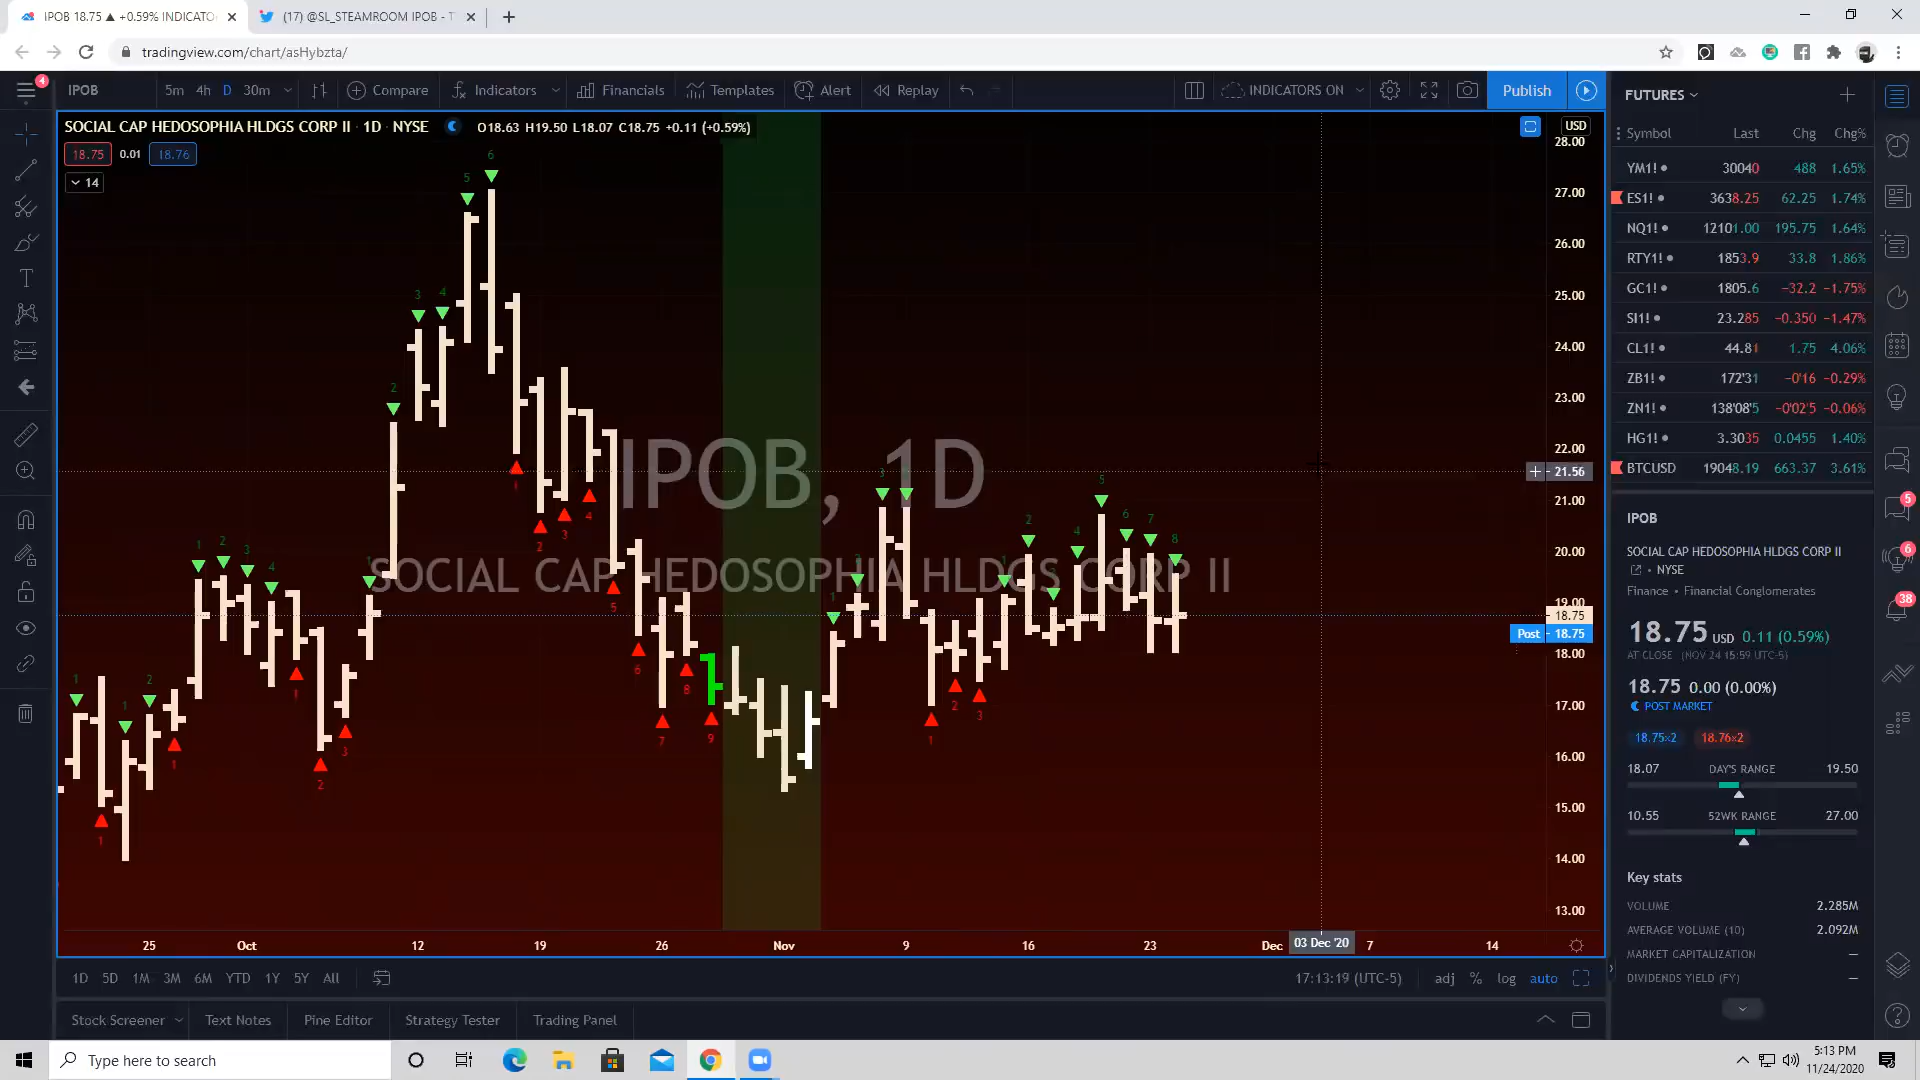 IPOB 18.75 ▲ +0.59% INDICATO
(17) @SL_STEAMROOM IPOB - T
tradingview.com/chart/asHybzta/
4
IPOB
5m 4h D 30m
Compare
Indicators
Financials
Templates
Alert
Replay
INDICATORS ON
Publish
SOCIAL CAP HEDOSOPHIA HLDGS CORP II · 1D · NYSE
O18.63 H19.50 L18.07 C18.75 +0.11 (+0.59%)
18.75 0.01 18.76
14
IPOB, 1D
SOCIAL CAP HEDOSOPHIA HLDGS CORP II
USD
28.00
27.00
26.00
25.00
24.00
23.00
22.00
21.56
21.00
20.00
19.00
18.75
Post 18.75
18.00
17.00
16.00
15.00
14.00
13.00
25 Oct 12 19 26 Nov 9 16 23 Dec 03 Dec '20 7 14
1D 5D 1M 3M 6M YTD 1Y 5Y All
17:13:19 (UTC-5)
adj % log auto
Stock Screener
Text Notes
Pine Editor
Strategy Tester
Trading Panel
FUTURES
Symbol Last Chg Chg%
YM1! 30040 488 1.65%
ES1! 3638.25 62.25 1.74%
NQ1! 12101.00 195.75 1.64%
RTY1! 1853.9 33.8 1.86%
GC1! 1805.6 −32.2 −1.75%
SI1! 23.285 −0.350 −1.47%
CL1! 44.81 1.75 4.06%
ZB1! 172'31 −0'16 −0.29%
ZN1! 138'08'5 −0'02'5 −0.06%
HG1! 3.3035 0.0455 1.40%
BTCUSD 19048.19 663.37 3.61%
IPOB
SOCIAL CAP HEDOSOPHIA HLDGS CORP II
NYSE
Finance • Financial Conglomerates
18.75 USD 0.11 (0.59%)
AT CLOSE (NOV 24 15:59 UTC-5)
18.75 0.00 (0.00%)
POST MARKET
18.75×2 18.76×2
18.07 DAY'S RANGE 19.50
10.55 52WK RANGE 27.00
Key stats
VOLUME 2.285M
AVERAGE VOLUME (10) 2.092M
MARKET CAPITALIZATION —
DIVIDENDS YIELD (FY) —
5
6
38
Type here to search
5:13 PM
11/24/2020